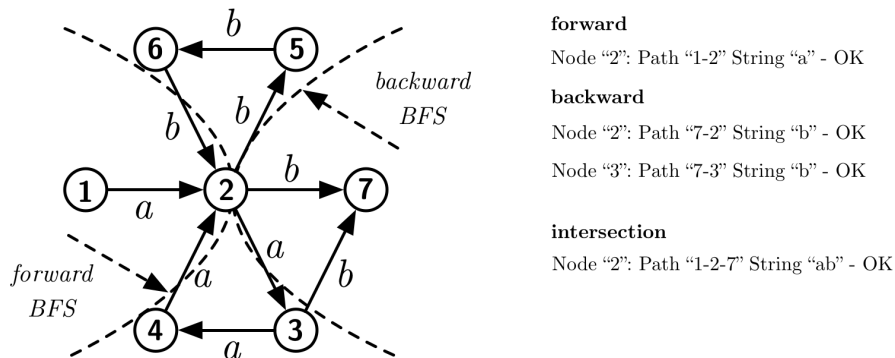 6
b
5
b
b
backward
BFS
1
a
2
b
7
forward
BFS
a
a
b
4
a
3
forward
Node “2”: Path “1-2” String “a” - OK
backward
Node “2”: Path “7-2” String “b” - OK
Node “3”: Path “7-3” String “b” - OK
intersection
Node “2”: Path “1-2-7” String “ab” - OK